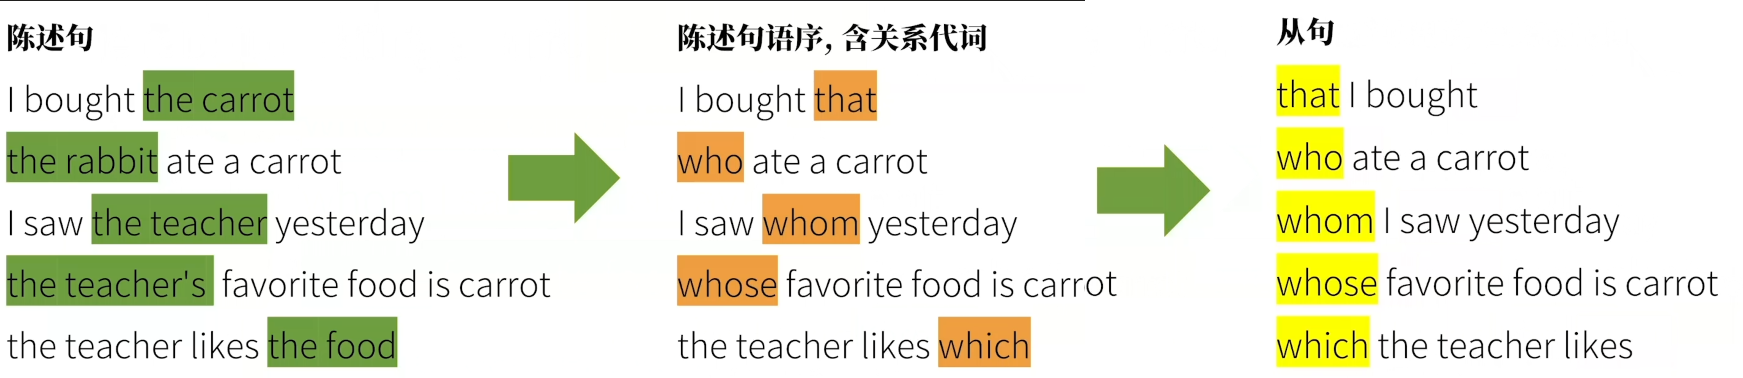 陈述句
I bought the carrot
the rabbit ate a carrot
I saw the teacher yesterday
the teacher's favorite food is carrot
the teacher likes the food
陈述句语序, 含关系代词
I bought that
who ate a carrot
I saw whom yesterday
whose favorite food is carrot
the teacher likes which
从句
that I bought
who ate a carrot
whom I saw yesterday
whose favorite food is carrot
which the teacher likes